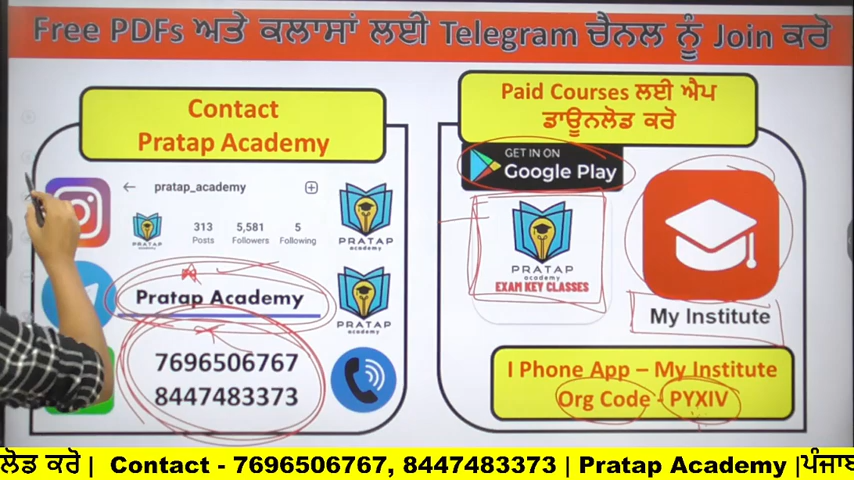 Free PDFs ਅਤੇ ਕਲਾਸਾਂ ਲਈ Telegram ਚੈਨਲ ਨੂੰ Join ਕਰੋ
Contact
Pratap Academy
pratap_academy
313 5,581 5
Posts Followers Following
PRATAP
academy
PRATAP
academy
Pratap Academy
PRATAP
academy
7696506767
8447483373
Paid Courses ਲਈ ਐਪ
ਡਾਊਨਲੋਡ ਕਰੋ
GET IN ON
Google Play
PRATAP
academy
EXAM KEY CLASSES
My Institute
I Phone App – My Institute
Org Code - PYXIV
ਲੋਡ ਕਰੋ | Contact - 7696506767, 8447483373 | Pratap Academy |ਪੰਜਾਬ